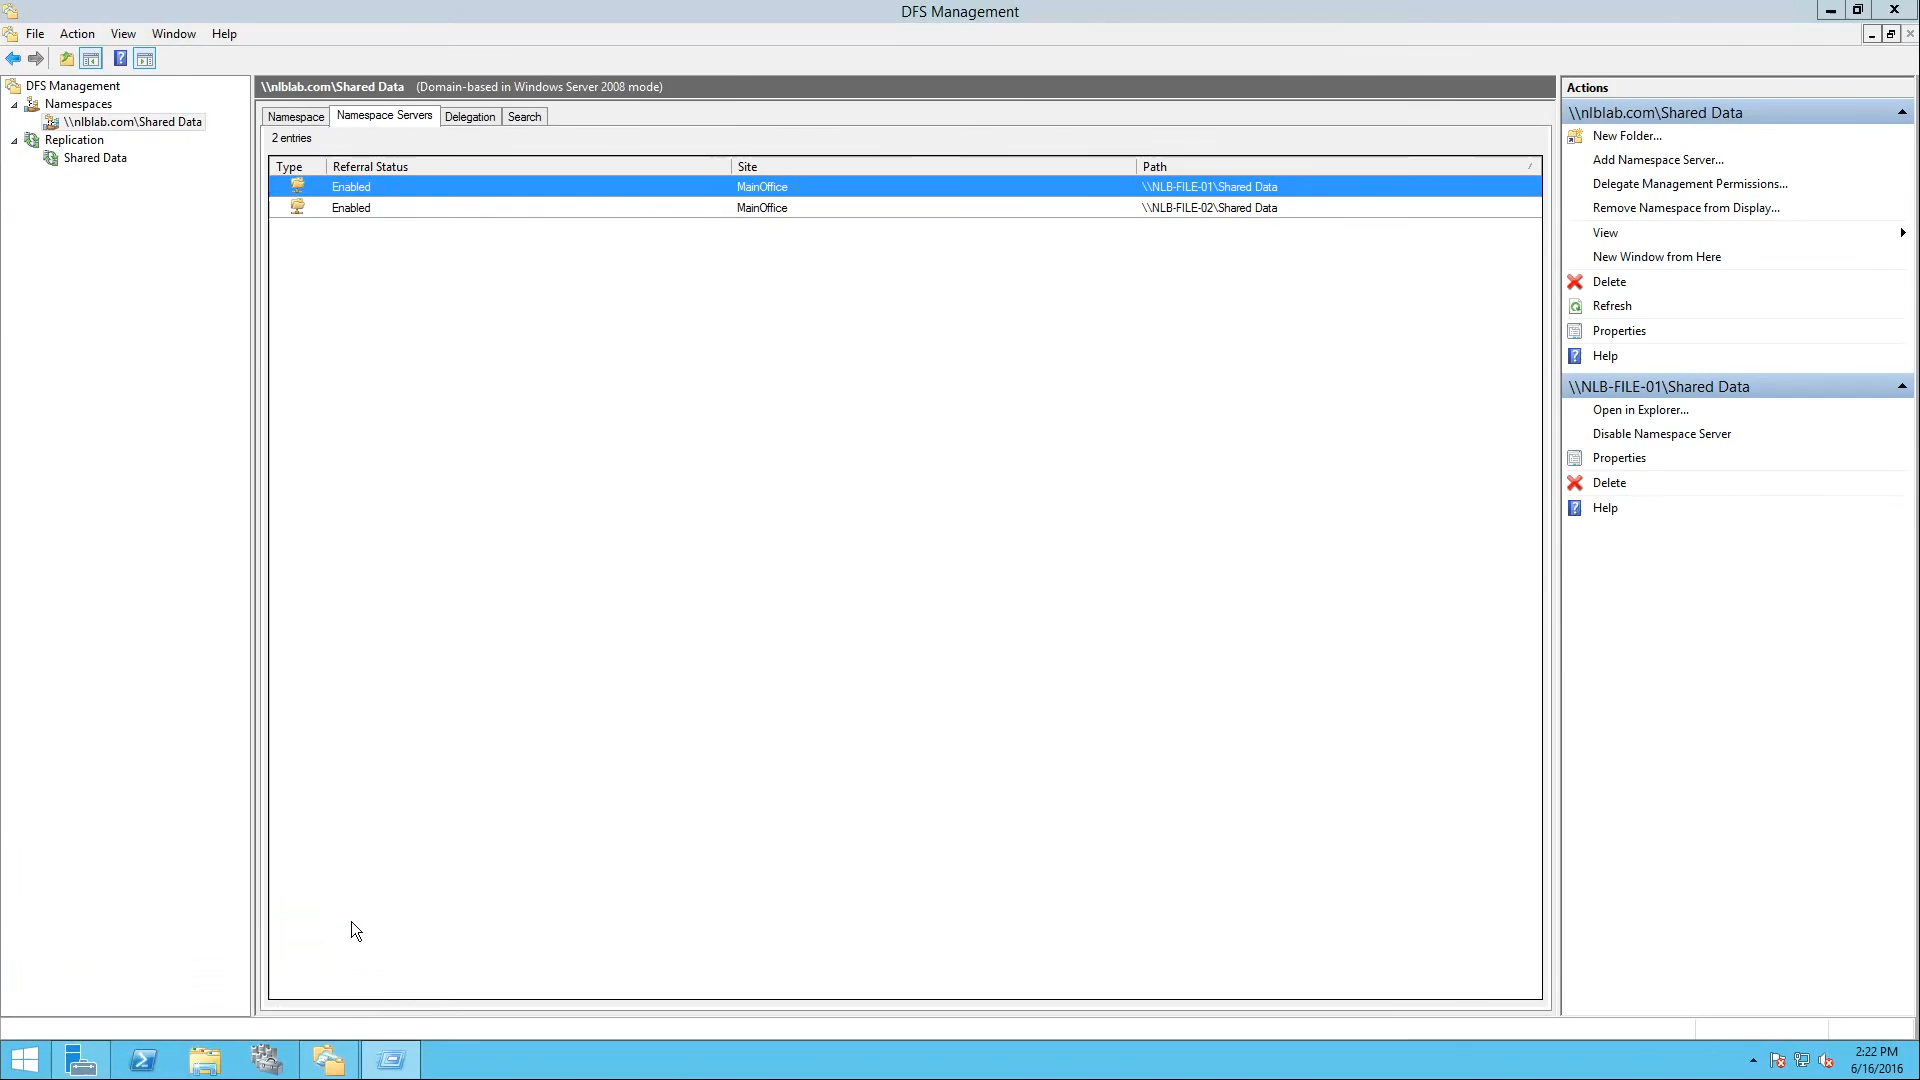 DFS Management
File Action View Window Help
DFS Management
Namespaces
\\nlblab.com\Shared Data
Replication
Shared Data
\\nlblab.com\Shared Data (Domain-based in Windows Server 2008 mode)
Namespace Namespace Servers Delegation Search
2 entries
Type Referral Status Site Path
Enabled MainOffice \\NLB-FILE-01\Shared Data
Enabled MainOffice \\NLB-FILE-02\Shared Data
Actions
\\nlblab.com\Shared Data
New Folder...
Add Namespace Server...
Delegate Management Permissions...
Remove Namespace from Display...
View
New Window from Here
Delete
Refresh
Properties
Help
\\NLB-FILE-01\Shared Data
Open in Explorer...
Disable Namespace Server
Properties
Delete
Help
2:22 PM
6/16/2016